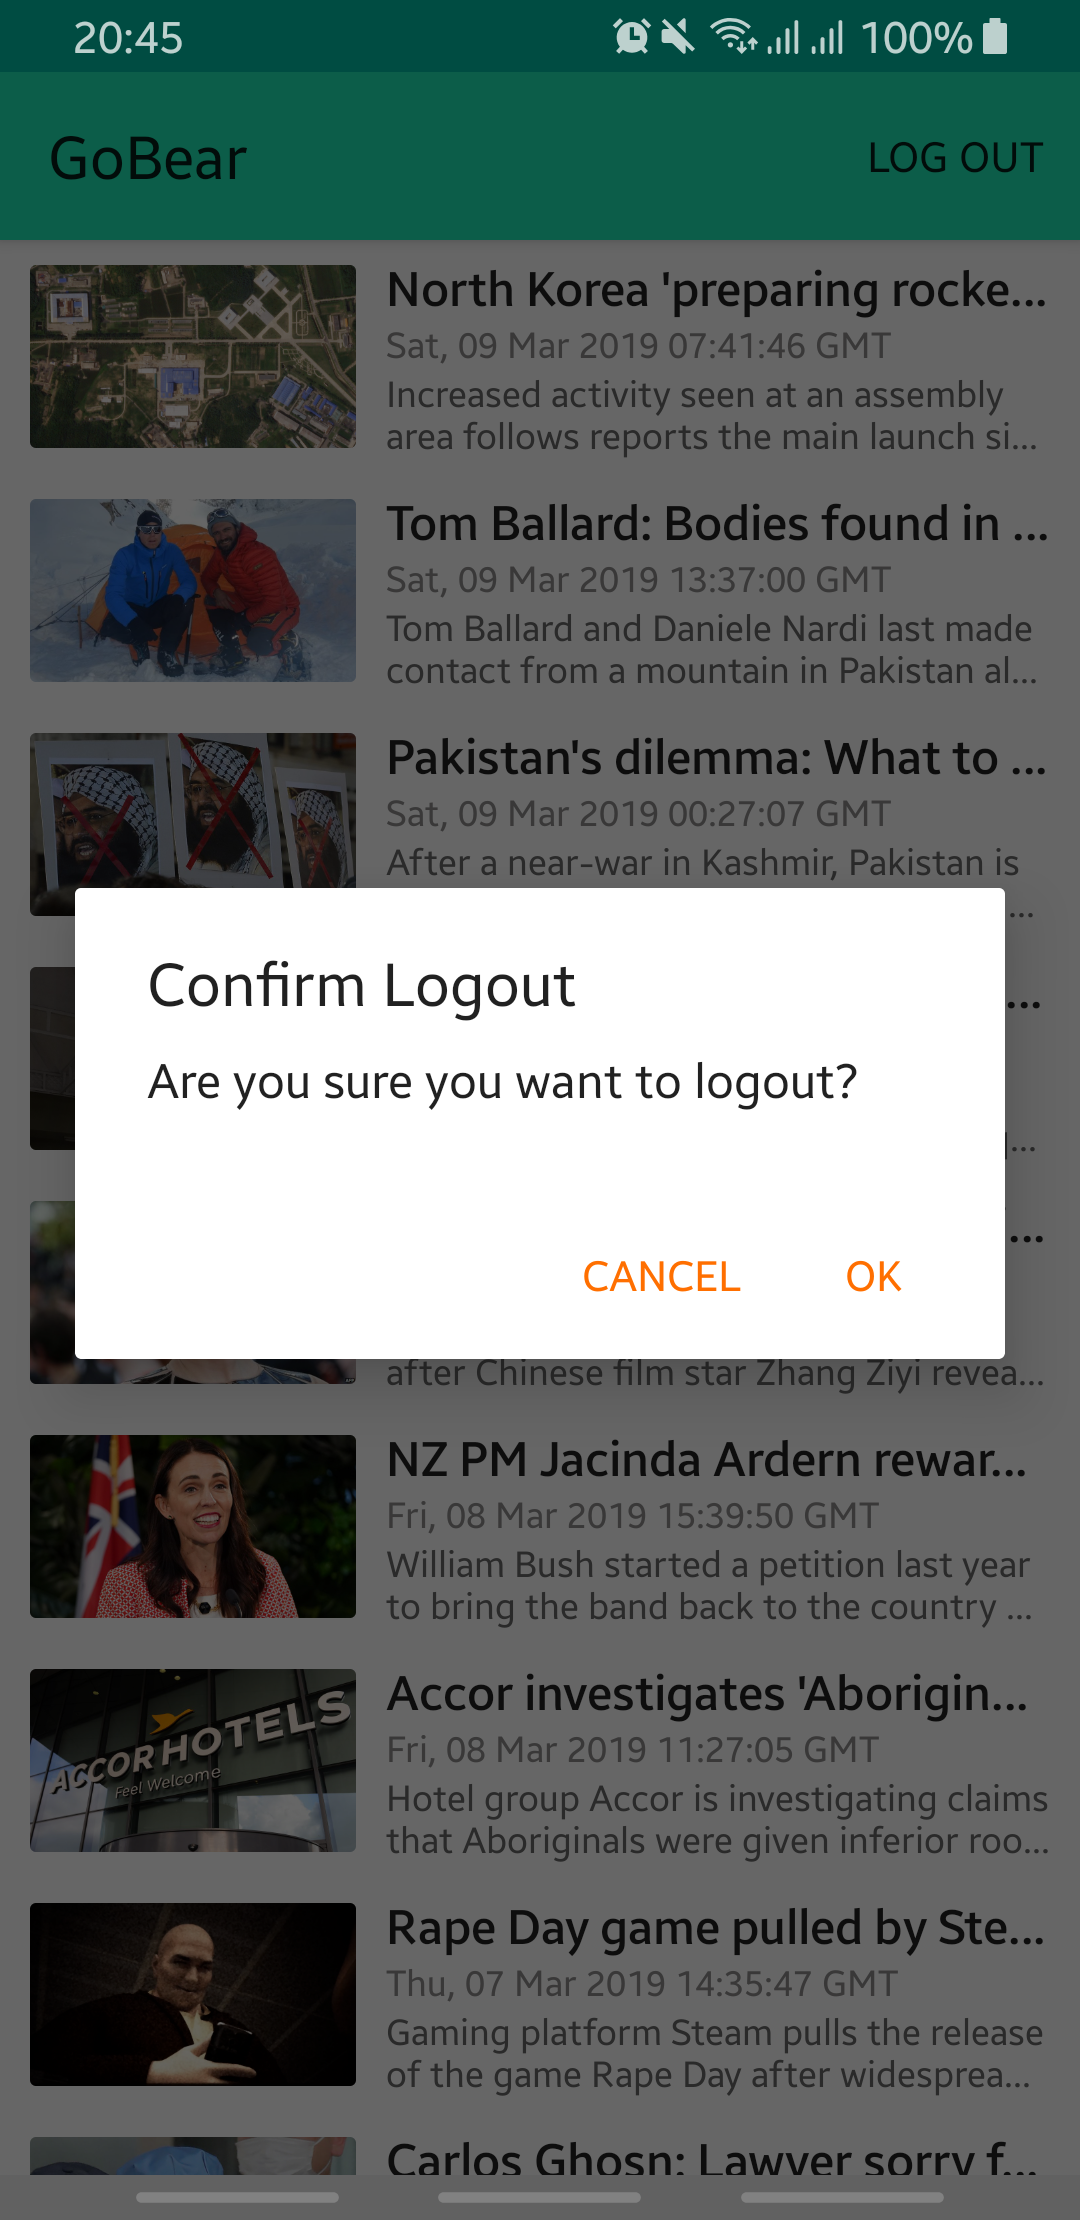 20:45
100%
GoBear
LOG OUT
North Korea 'preparing rocke...
Sat, 09 Mar 2019 07:41:46 GMT
Increased activity seen at an assembly
area follows reports the main launch si...
Tom Ballard: Bodies found in ...
Sat, 09 Mar 2019 13:37:00 GMT
Tom Ballard and Daniele Nardi last made
contact from a mountain in Pakistan al...
Pakistan's dilemma: What to ...
Sat, 09 Mar 2019 00:27:07 GMT
After a near-war in Kashmir, Pakistan is
...
...
...
...
Confirm Logout
Are you sure you want to logout?
CANCEL
OK
after Chinese film star Zhang Ziyi revea...
NZ PM Jacinda Ardern rewar...
Fri, 08 Mar 2019 15:39:50 GMT
William Bush started a petition last year
to bring the band back to the country ...
ACCORHOTELS
Feel Welcome
Accor investigates 'Aborigin...
Fri, 08 Mar 2019 11:27:05 GMT
Hotel group Accor is investigating claims
that Aboriginals were given inferior roo...
Rape Day game pulled by Ste...
Thu, 07 Mar 2019 14:35:47 GMT
Gaming platform Steam pulls the release
of the game Rape Day after widesprea...
Carlos Ghosn: Lawyer sorry f...